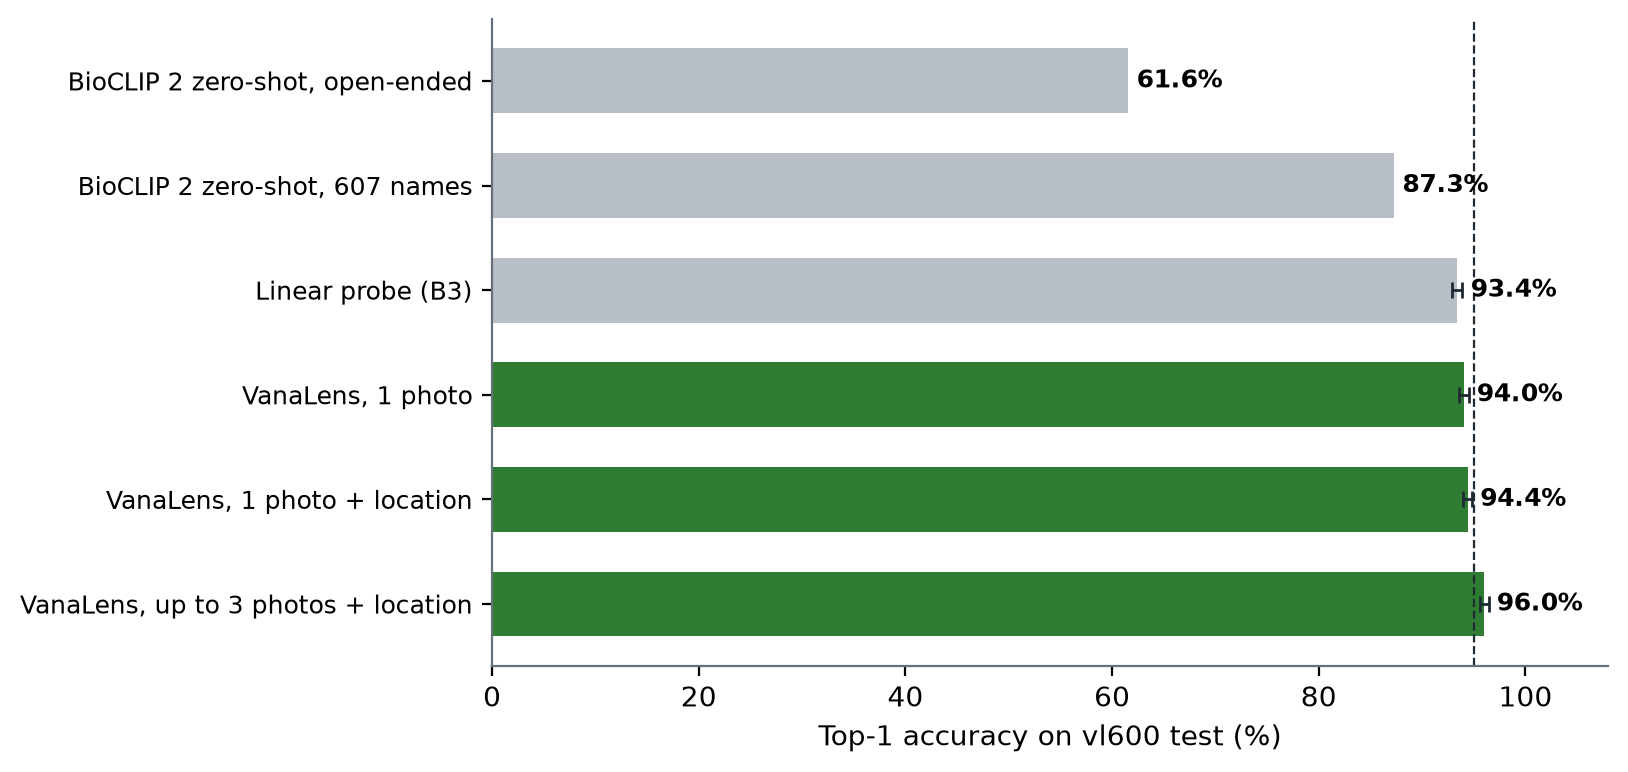 BioCLIP 2 zero-shot, open-ended
61.6%
BioCLIP 2 zero-shot, 607 names
87.3%
Linear probe (B3)
93.4%
VanaLens, 1 photo
94.0%
VanaLens, 1 photo + location
94.4%
VanaLens, up to 3 photos + location
96.0%
0 20 40 60 80 100
Top-1 accuracy on vl600 test (%)